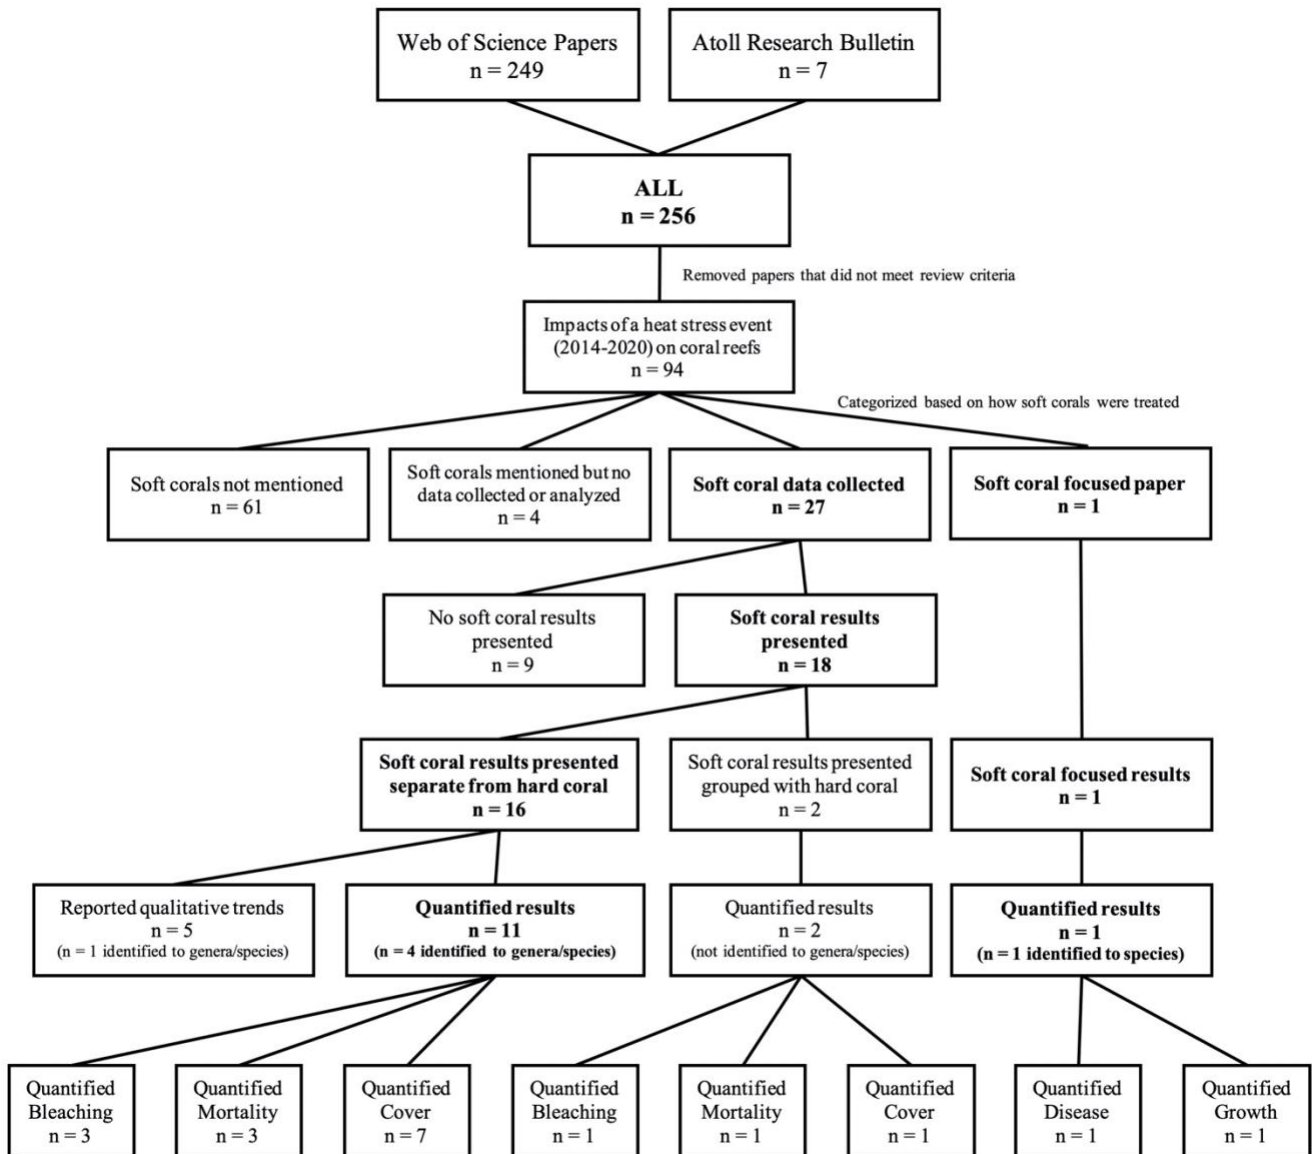 Web of Science Papers
n = 249
Atoll Research Bulletin
n = 7
ALL
n = 256
Removed papers that did not meet review criteria
Impacts of a heat stress event
(2014-2020) on coral reefs
n = 94
Categorized based on how soft corals were treated
Soft corals not mentioned
n = 61
Soft corals mentioned but no
data collected or analyzed
n = 4
Soft coral data collected
n = 27
Soft coral focused paper
n = 1
No soft coral results
presented
n = 9
Soft coral results
presented
n = 18
Soft coral results presented
separate from hard coral
n = 16
Soft coral results presented
grouped with hard coral
n = 2
Soft coral focused results
n = 1
Reported qualitative trends
n = 5
(n = 1 identified to genera/species)
Quantified results
n = 11
(n = 4 identified to genera/species)
Quantified results
n = 2
(not identified to genera/species)
Quantified results
n = 1
(n = 1 identified to species)
Quantified
Bleaching
n = 3
Quantified
Mortality
n = 3
Quantified
Cover
n = 7
Quantified
Bleaching
n = 1
Quantified
Mortality
n = 1
Quantified
Cover
n = 1
Quantified
Disease
n = 1
Quantified
Growth
n = 1